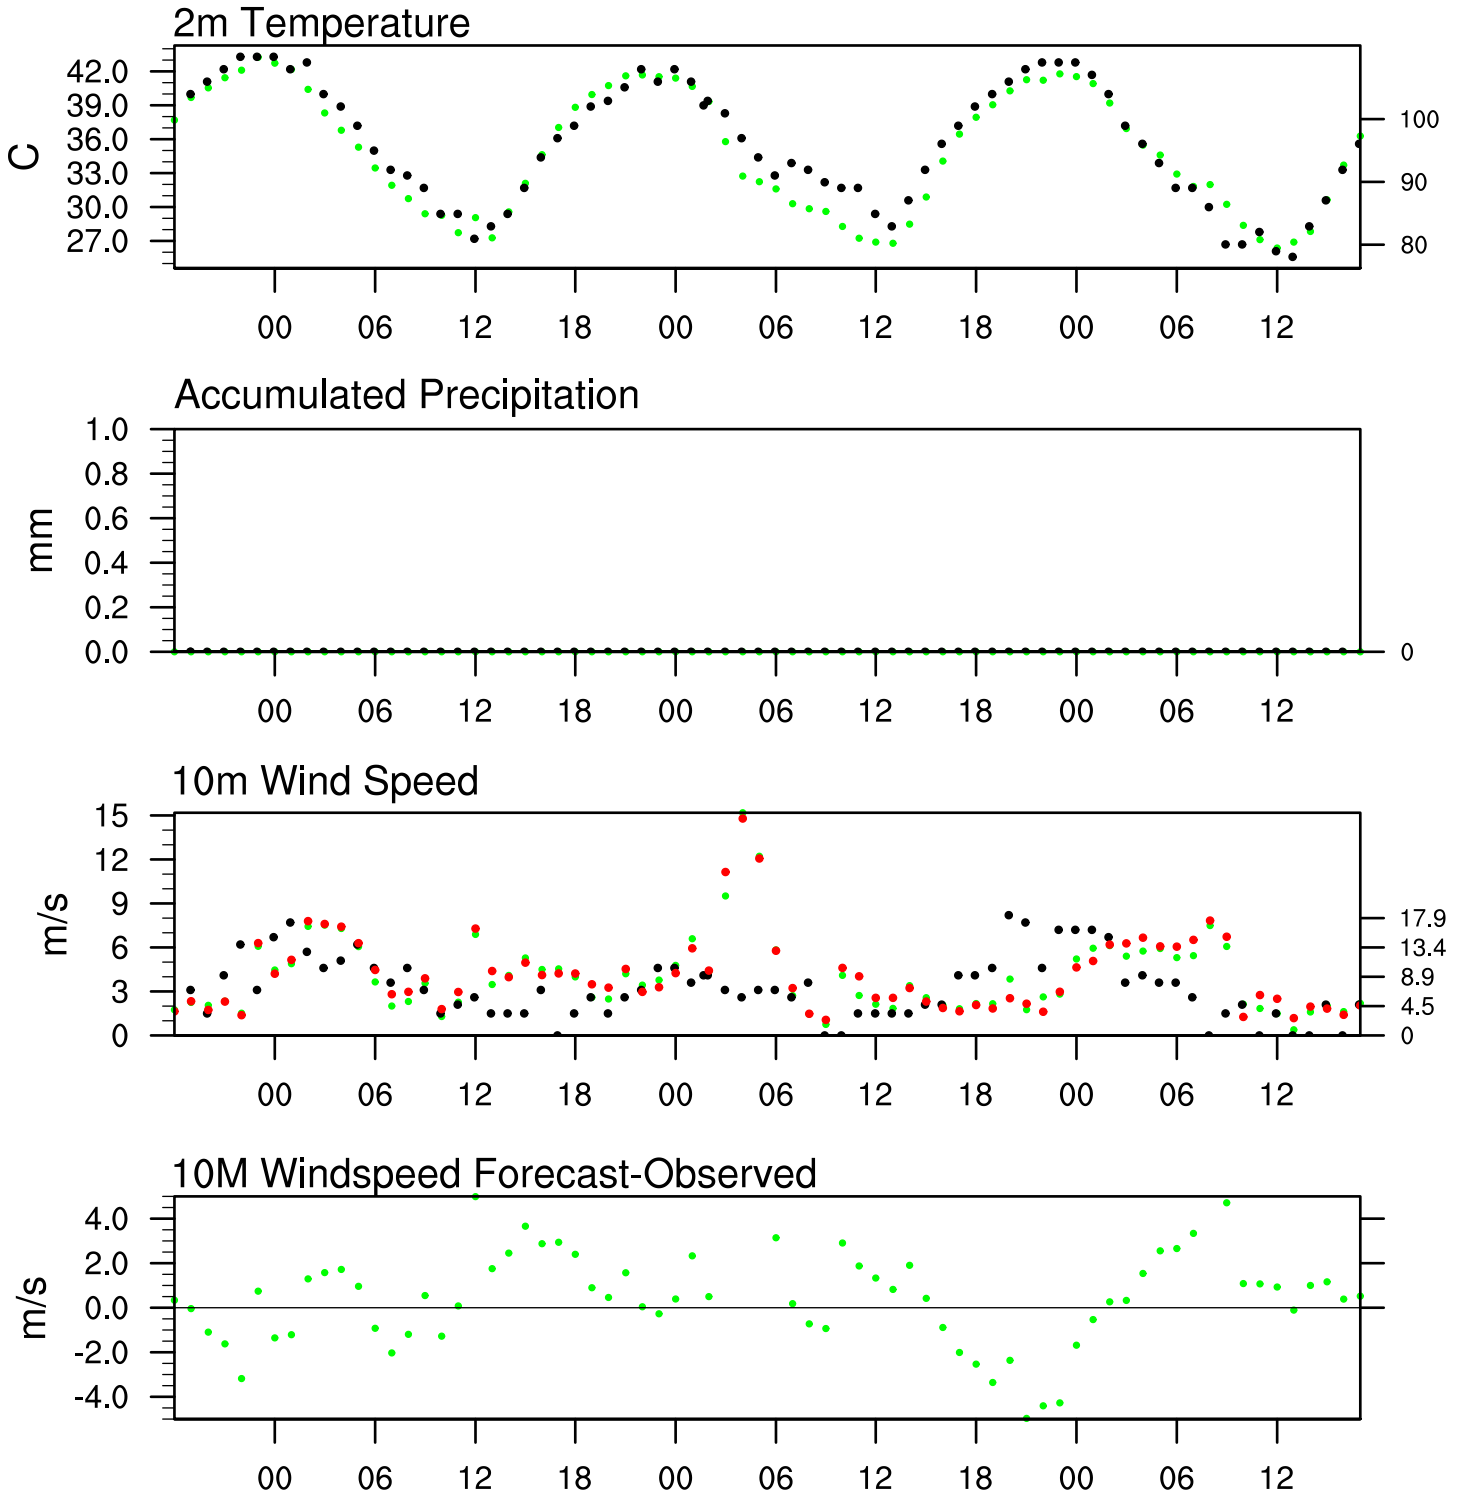 2m Temperature
42.0
39.0
36.0
33.0
30.0
27.0
C
100
90
80
00 06 12 18 00 06 12 18 00 06 12
Accumulated Precipitation
1.0
0.8
0.6
0.4
0.2
0.0
mm
0
00 06 12 18 00 06 12 18 00 06 12
10m Wind Speed
15
12
9
6
3
0
m/s
17.9
13.4
8.9
4.5
0
00 06 12 18 00 06 12 18 00 06 12
10M Windspeed Forecast-Observed
4.0
2.0
0.0
-2.0
-4.0
m/s
00 06 12 18 00 06 12 18 00 06 12